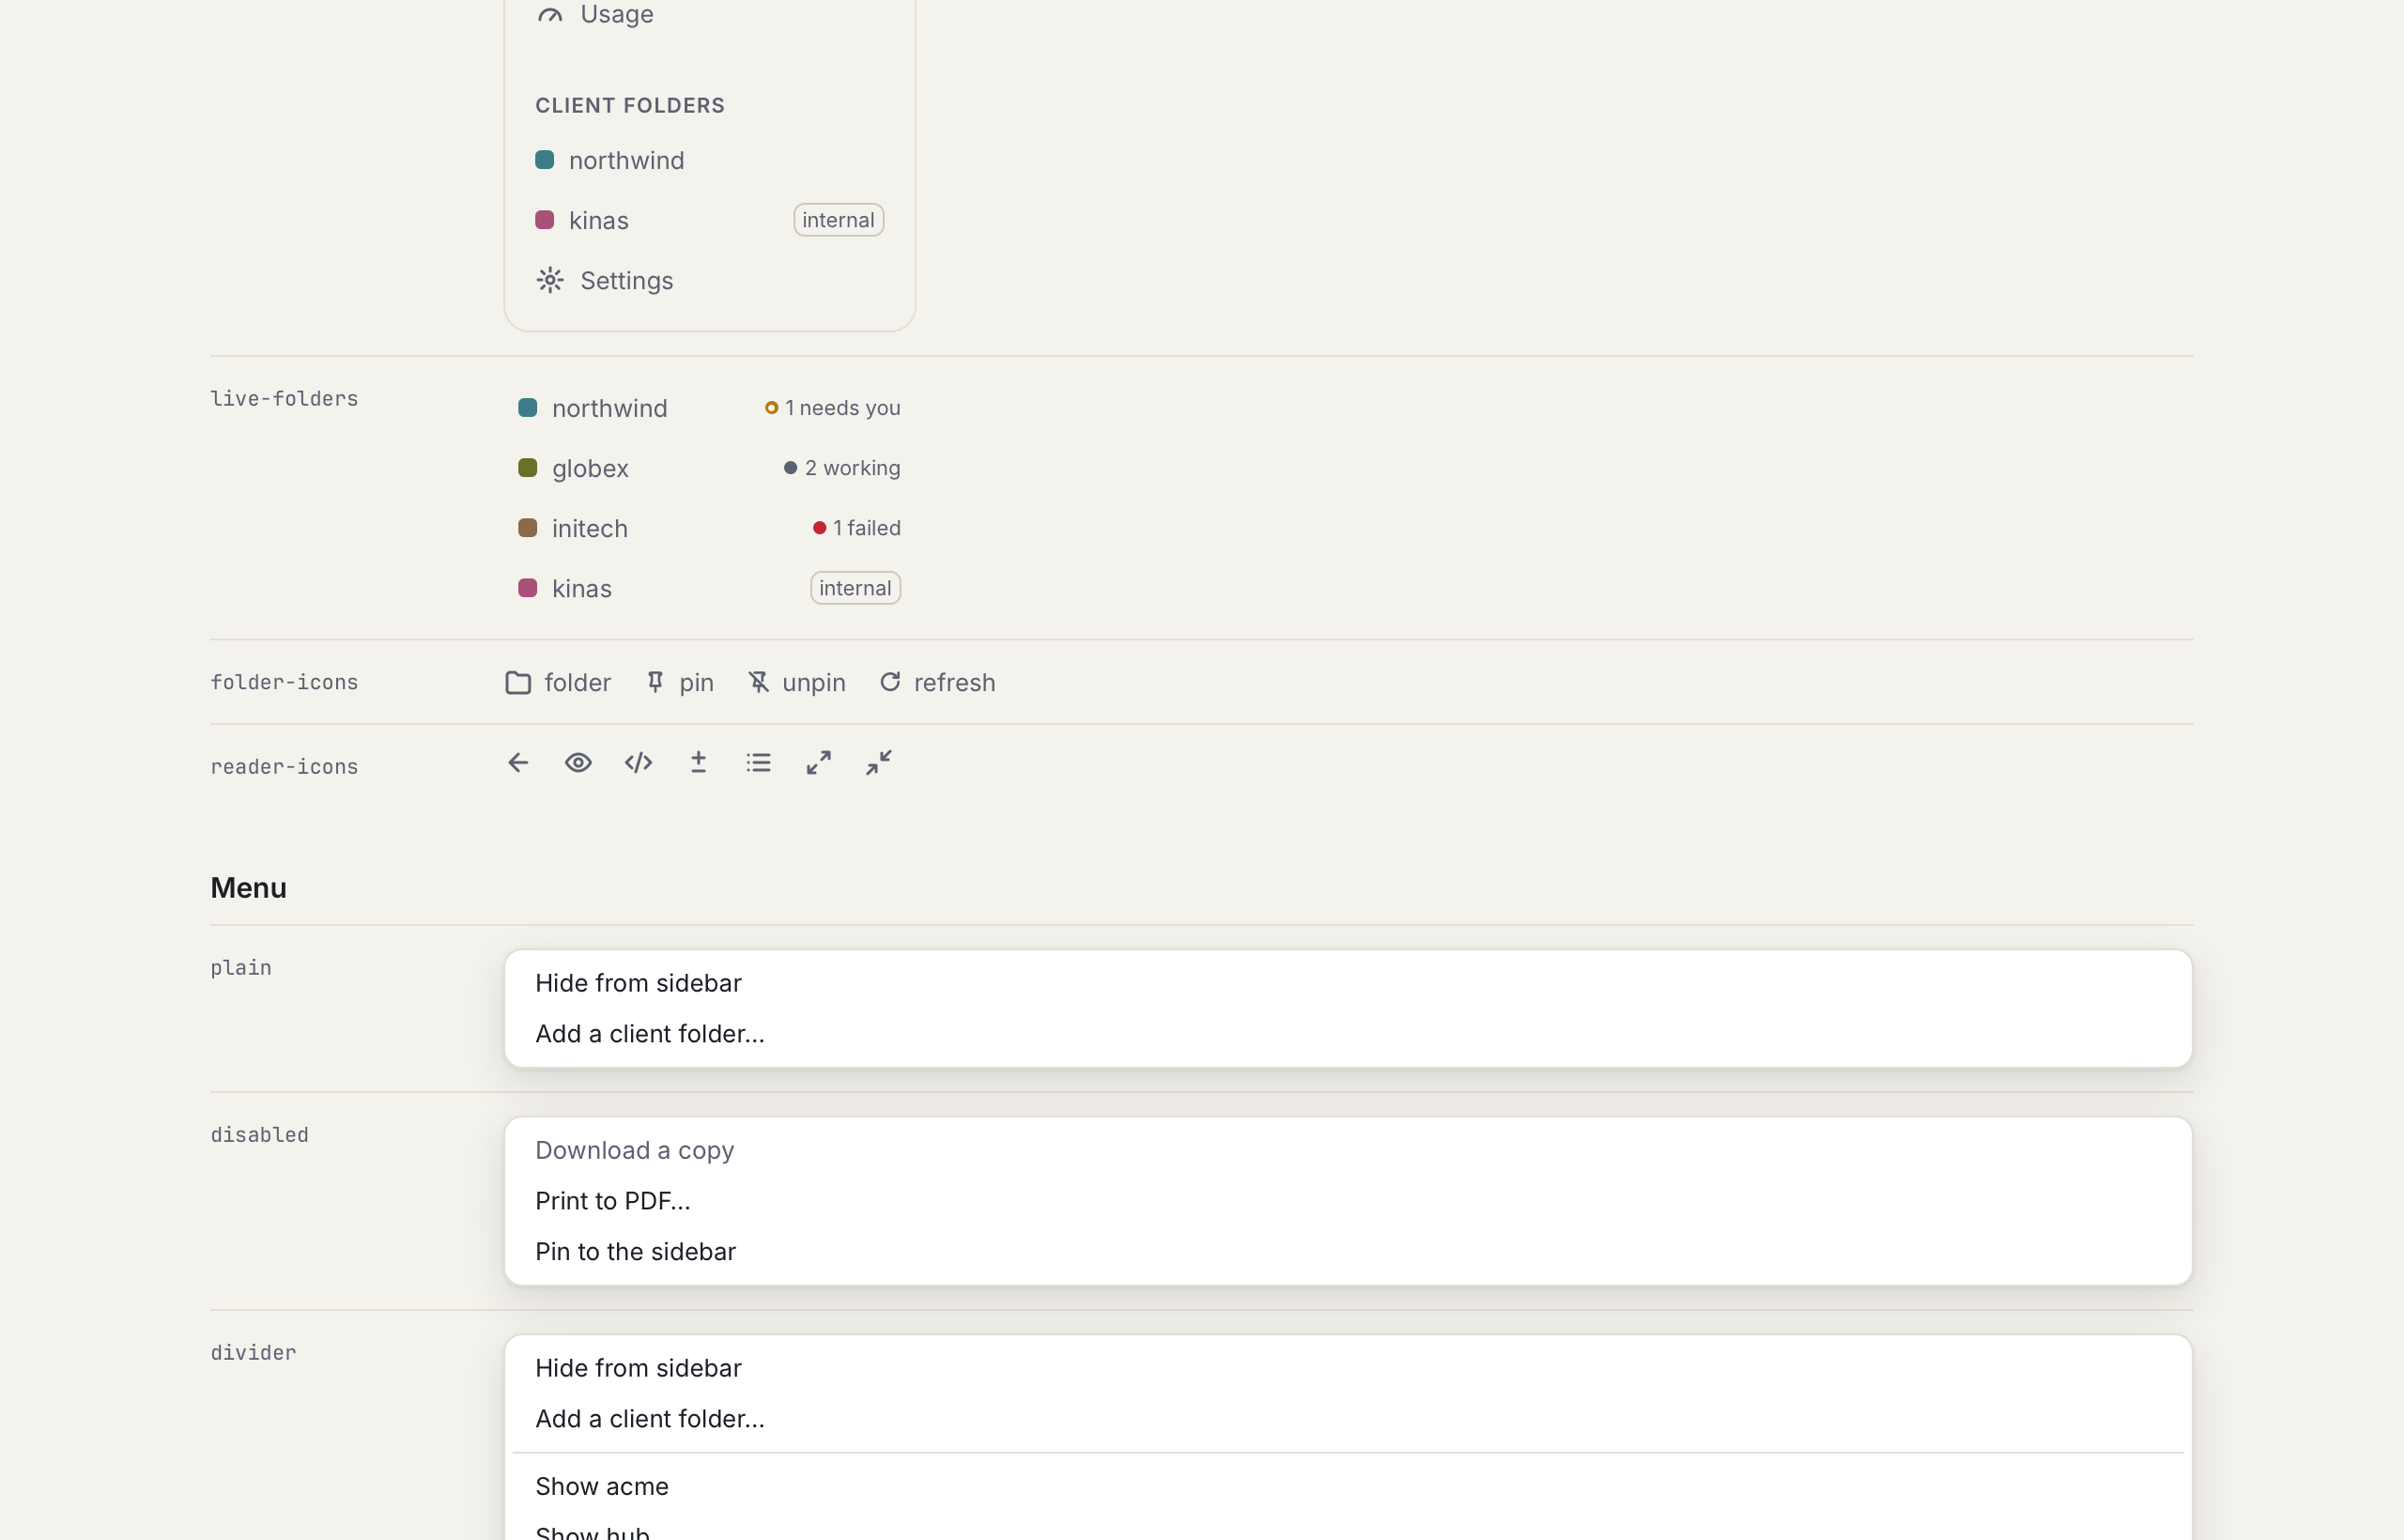 Usage
CLIENT FOLDERS
northwind
kinas internal
Settings
live-folders
northwind 1 needs you
globex 2 working
initech 1 failed
kinas internal
folder-icons folder pin unpin refresh
reader-icons
Menu
plain
Hide from sidebar
Add a client folder...
disabled
Download a copy
Print to PDF...
Pin to the sidebar
divider
Hide from sidebar
Add a client folder...
Show acme
Show hub